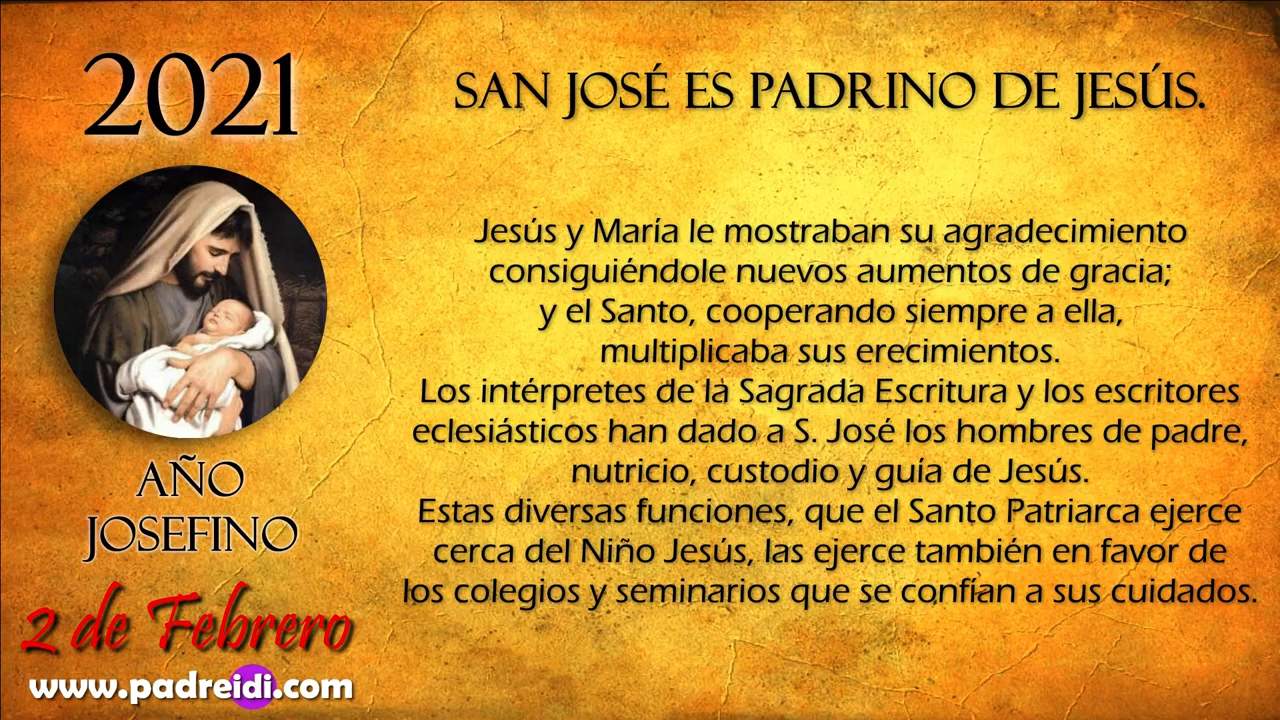 2021
AÑO
JOSEFINO
2 de Febrero
www.padreidi.com
SAN JOSÉ ES PADRINO DE JESÚS.
Jesús y María le mostraban su agradecimiento
consiguiéndole nuevos aumentos de gracia;
y el Santo, cooperando siempre a ella,
multiplicaba sus erecimientos.
Los intérpretes de la Sagrada Escritura y los escritores
eclesiásticos han dado a S. José los hombres de padre,
nutricio, custodio y guía de Jesús.
Estas diversas funciones, que el Santo Patriarca ejerce
cerca del Niño Jesús, las ejerce también en favor de
los colegios y seminarios que se confían a sus cuidados.